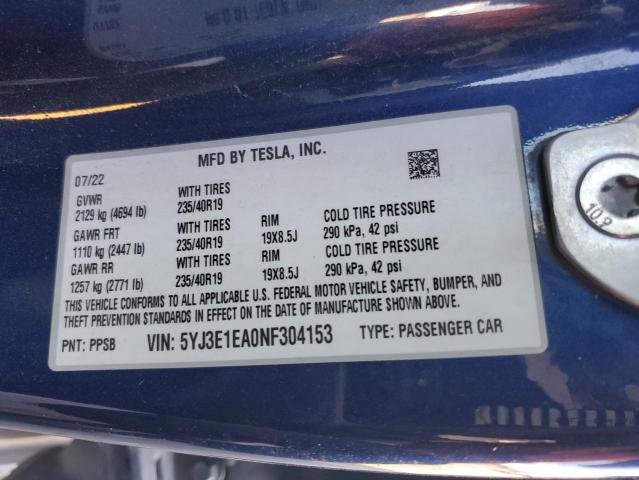 MFD BY TESLA, INC.
07/22
GVWR WITH TIRES
2129 kg (4694 lb) 235/40R19
GAWR FRT WITH TIRES RIM COLD TIRE PRESSURE
1110 kg (2447 lb) 235/40R19 19X8.5J 290 kPa, 42 psi
GAWR RR WITH TIRES RIM COLD TIRE PRESSURE
1257 kg (2771 lb) 235/40R19 19X8.5J 290 kPa, 42 psi
THIS VEHICLE CONFORMS TO ALL APPLICABLE U.S. FEDERAL MOTOR VEHICLE SAFETY, BUMPER, AND
THEFT PREVENTION STANDARDS IN EFFECT ON THE DATE OF MANUFACTURE SHOWN ABOVE.
PNT: PPSB VIN: 5YJ3E1EA0NF304153 TYPE: PASSENGER CAR
10.9